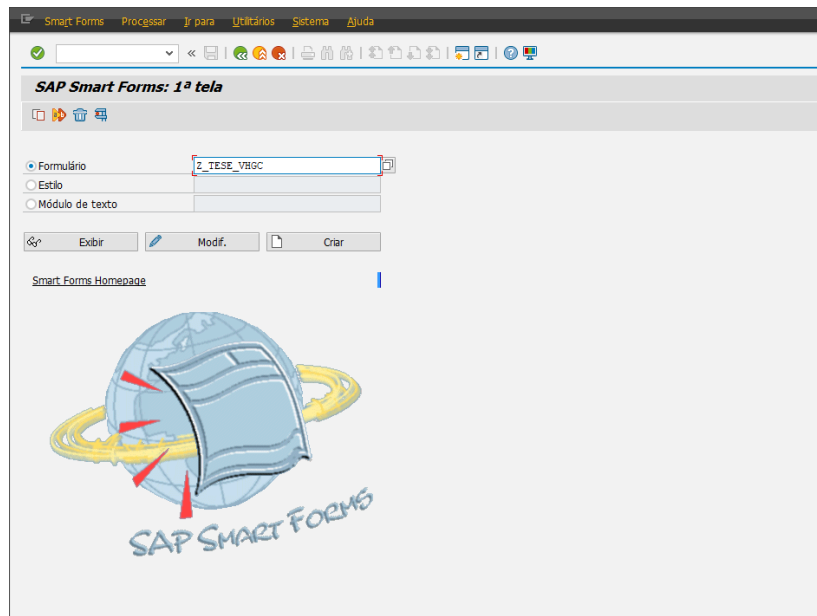 Smart Forms Processar Ir para Utilitários Sistema Ajuda
SAP Smart Forms: 1ª tela
Formulário Z_TESE_VHGC
Estilo
Módulo de texto
Exibir Modif. Criar
Smart Forms Homepage
SAP SMART FORMS